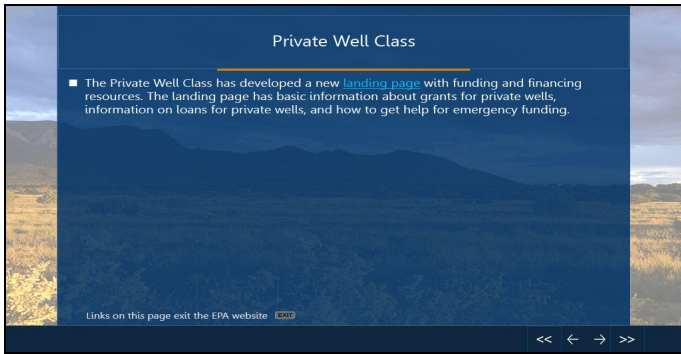 Private Well Class
■ The Private Well Class has developed a new landing page with funding and financing
resources. The landing page has basic information about grants for private wells,
information on loans for private wells, and how to get help for emergency funding.
Links on this page exit the EPA website EXIT
<< ← → >>